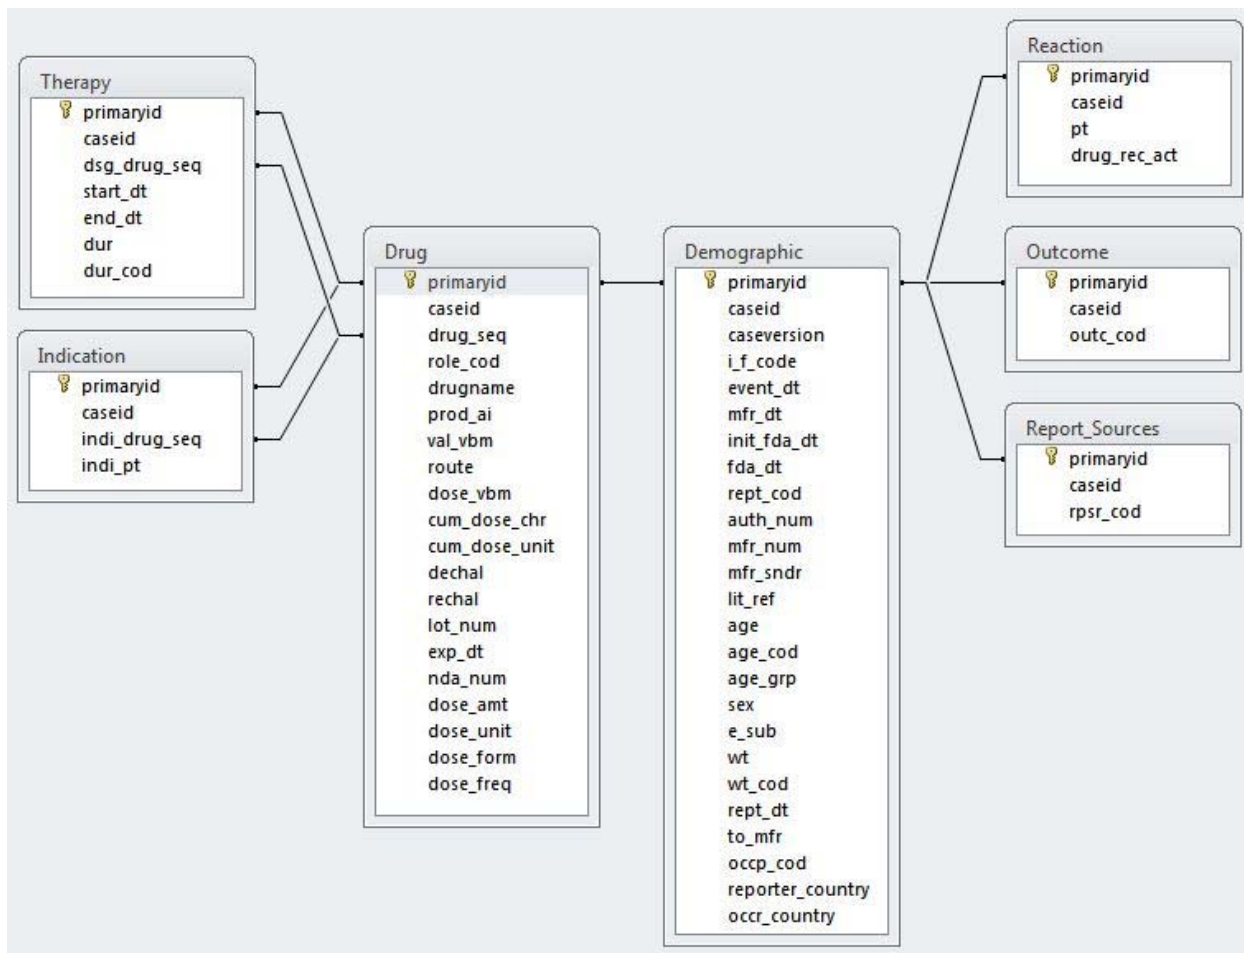 Therapy
primaryid
caseid
dsg_drug_seq
start_dt
end_dt
dur
dur_cod
Indication
primaryid
caseid
indi_drug_seq
indi_pt
Drug
primaryid
caseid
drug_seq
role_cod
drugname
prod_ai
val_vbm
route
dose_vbm
cum_dose_chr
cum_dose_unit
dechal
rechal
lot_num
exp_dt
nda_num
dose_amt
dose_unit
dose_form
dose_freq
Demographic
primaryid
caseid
caseversion
i_f_code
event_dt
mfr_dt
init_fda_dt
fda_dt
rept_cod
auth_num
mfr_num
mfr_sndr
lit_ref
age
age_cod
age_grp
sex
e_sub
wt
wt_cod
rept_dt
to_mfr
occp_cod
reporter_country
occr_country
Reaction
primaryid
caseid
pt
drug_rec_act
Outcome
primaryid
caseid
outc_cod
Report_Sources
primaryid
caseid
rpsr_cod